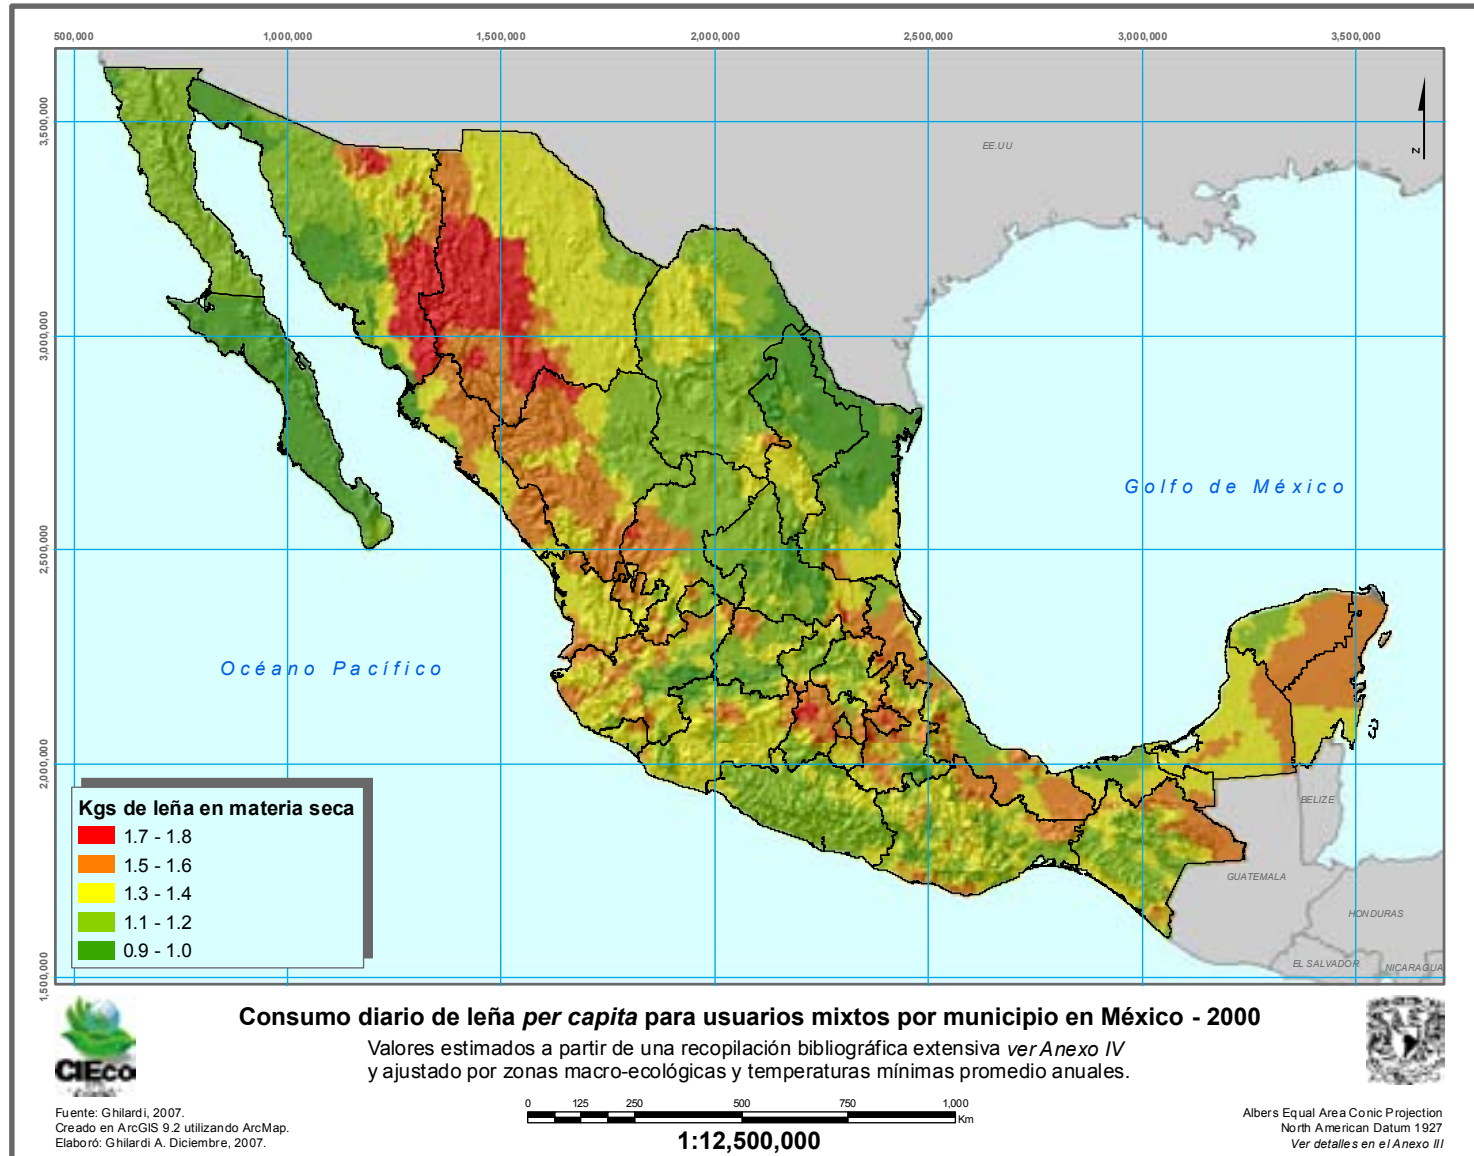 500,000 1,000,000 1,500,000 2,000,000 2,500,000 3,000,000 3,500,000
3,500,000
3,000,000
2,500,000
2,000,000
1,500,000
N
EE.UU
Golfo de México
Océano Pacífico
BELIZE
GUATEMALA
HONDURAS
EL SALVADOR
NICARAGUA
Kgs de leña en materia seca
1.7 - 1.8
1.5 - 1.6
1.3 - 1.4
1.1 - 1.2
0.9 - 1.0
CIEco
Consumo diario de leña per capita para usuarios mixtos por municipio en México - 2000
Valores estimados a partir de una recopilación bibliográfica extensiva ver Anexo IV
y ajustado por zonas macro-ecológicas y temperaturas mínimas promedio anuales.
0 125 250 500 750 1,000
Km
1:12,500,000
Fuente: Ghilardi, 2007.
Creado en ArcGIS 9.2 utilizando ArcMap.
Elaboró: Ghilardi A. Diciembre, 2007.
Albers Equal Area Conic Projection
North American Datum 1927
Ver detalles en el Anexo III